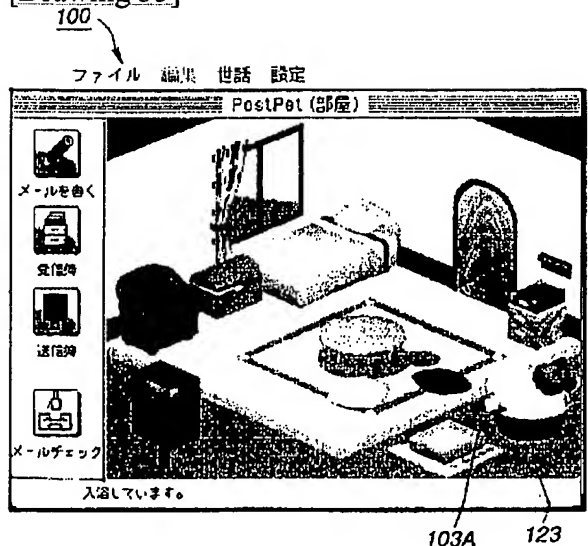 100
ファイル 編集 世話 設定
PostPet (部屋)
メールを書く
受信簿
送信簿
メールチェック
入浴しています。
103A 123